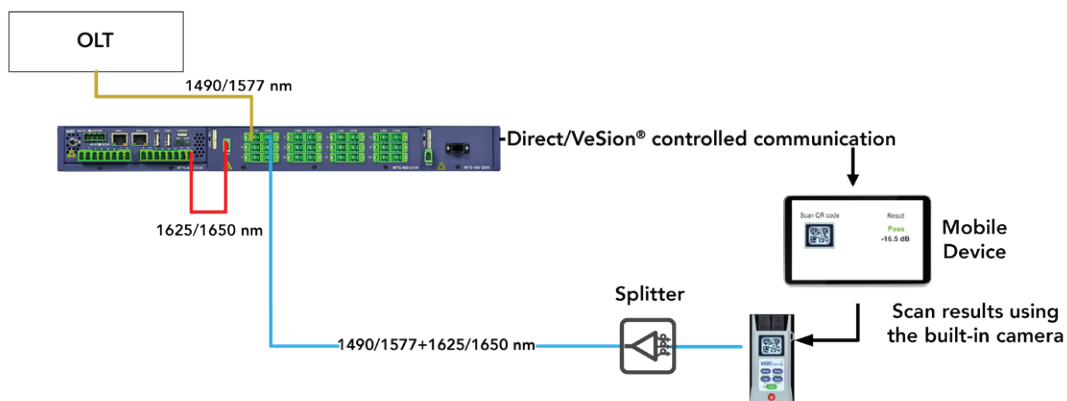 OLT
1490/1577 nm
Direct/VeSion® controlled communication
1625/1650 nm
Scan QR code
Result
Pass
-16.5 dB
Mobile
Device
Splitter
Scan results using
the built-in camera
1490/1577+1625/1650 nm